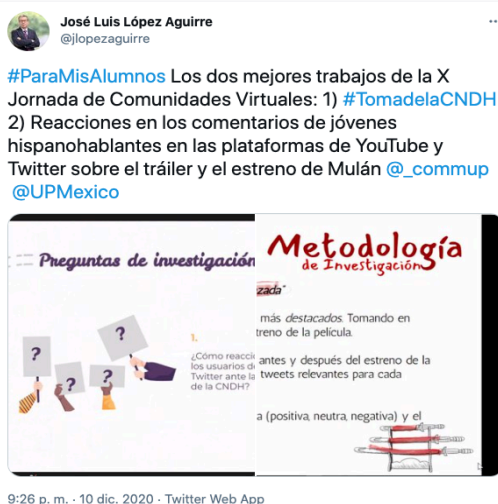 José Luis López Aguirre
@jlopezaguirre
#ParaMisAlumnos Los dos mejores trabajos de la X
Jornada de Comunidades Virtuales: 1) #TomadelaCNDH
2) Reacciones en los comentarios de jóvenes
hispanohablantes en las plataformas de YouTube y
Twitter sobre el tráiler y el estreno de Mulán @_commup
@UPMexico
Preguntas de investigación
?
?
?
?
1.
¿Cómo reacci
los usuarios d
Twitter ante la
de la CNDH?
Metodología
de Investigación
zada"
más destacados. Tomando en
treno de la película.
antes y después del estreno de la
tweets relevantes para cada
a (positiva, neutra, negativa) y el
9:26 p. m. · 10 dic. 2020 · Twitter Web App